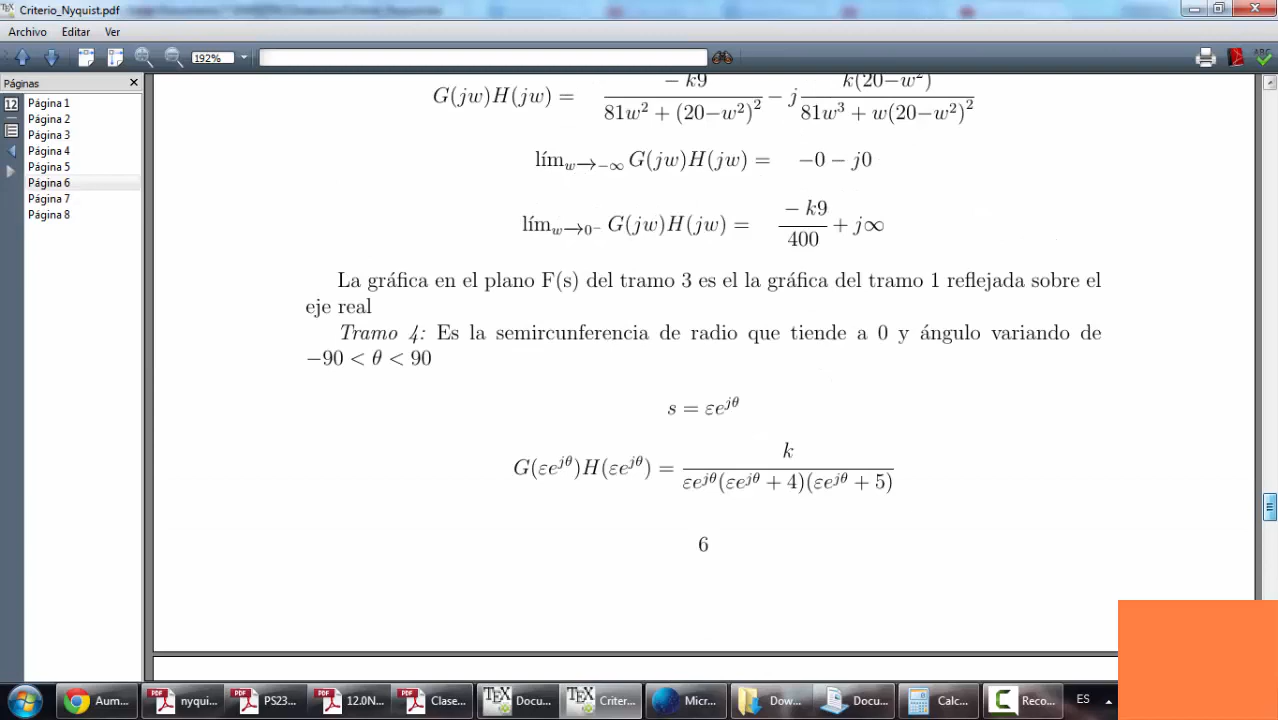 Criterio_Nyquist.pdf
Archivo Editar Ver
192%
Páginas
12
Página 1
Página 2
Página 3
Página 4
Página 5
Página 6
Página 7
Página 8
G(jw)H(jw) = −k9 / (81w² + (20−w²)²) − j k(20−w²) / (81w³ + w(20−w²)²)
lím_{w→−∞} G(jw)H(jw) = −0 − j0
lím_{w→0⁻} G(jw)H(jw) = −k9 / 400 + j∞
La gráfica en el plano F(s) del tramo 3 es el la gráfica del tramo 1 reflejada sobre el
eje real
Tramo 4: Es la semircunferencia de radio que tiende a 0 y ángulo variando de
−90 < θ < 90
s = εe^{jθ}
G(εe^{jθ})H(εe^{jθ}) = k / (εe^{jθ}(εe^{jθ} + 4)(εe^{jθ} + 5))
6
Aum... nyqui... PS23... 12.0N... Clase... Docu... Criter... Micr... Dow... Docu... Calc... Reco... ES